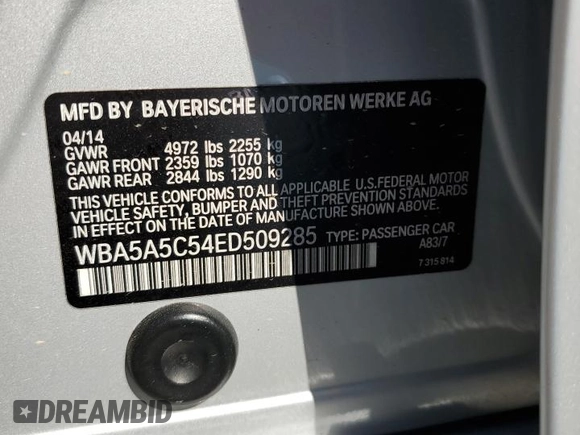 MFD BY BAYERISCHE MOTOREN WERKE AG
04/14
GVWR 4972 lbs 2255 kg
GAWR FRONT 2359 lbs 1070 kg
GAWR REAR 2844 lbs 1290 kg
THIS VEHICLE CONFORMS TO ALL APPLICABLE U.S.FEDERAL MOTOR
VEHICLE SAFETY, BUMPER AND THEFT PREVENTION STANDARDS
IN EFFECT ON THE DATE OF MANUFACTURE SHOWN ABOVE.
WBA5A5C54ED509285 TYPE: PASSENGER CAR
A83/7
7 315 814
DREAMBID